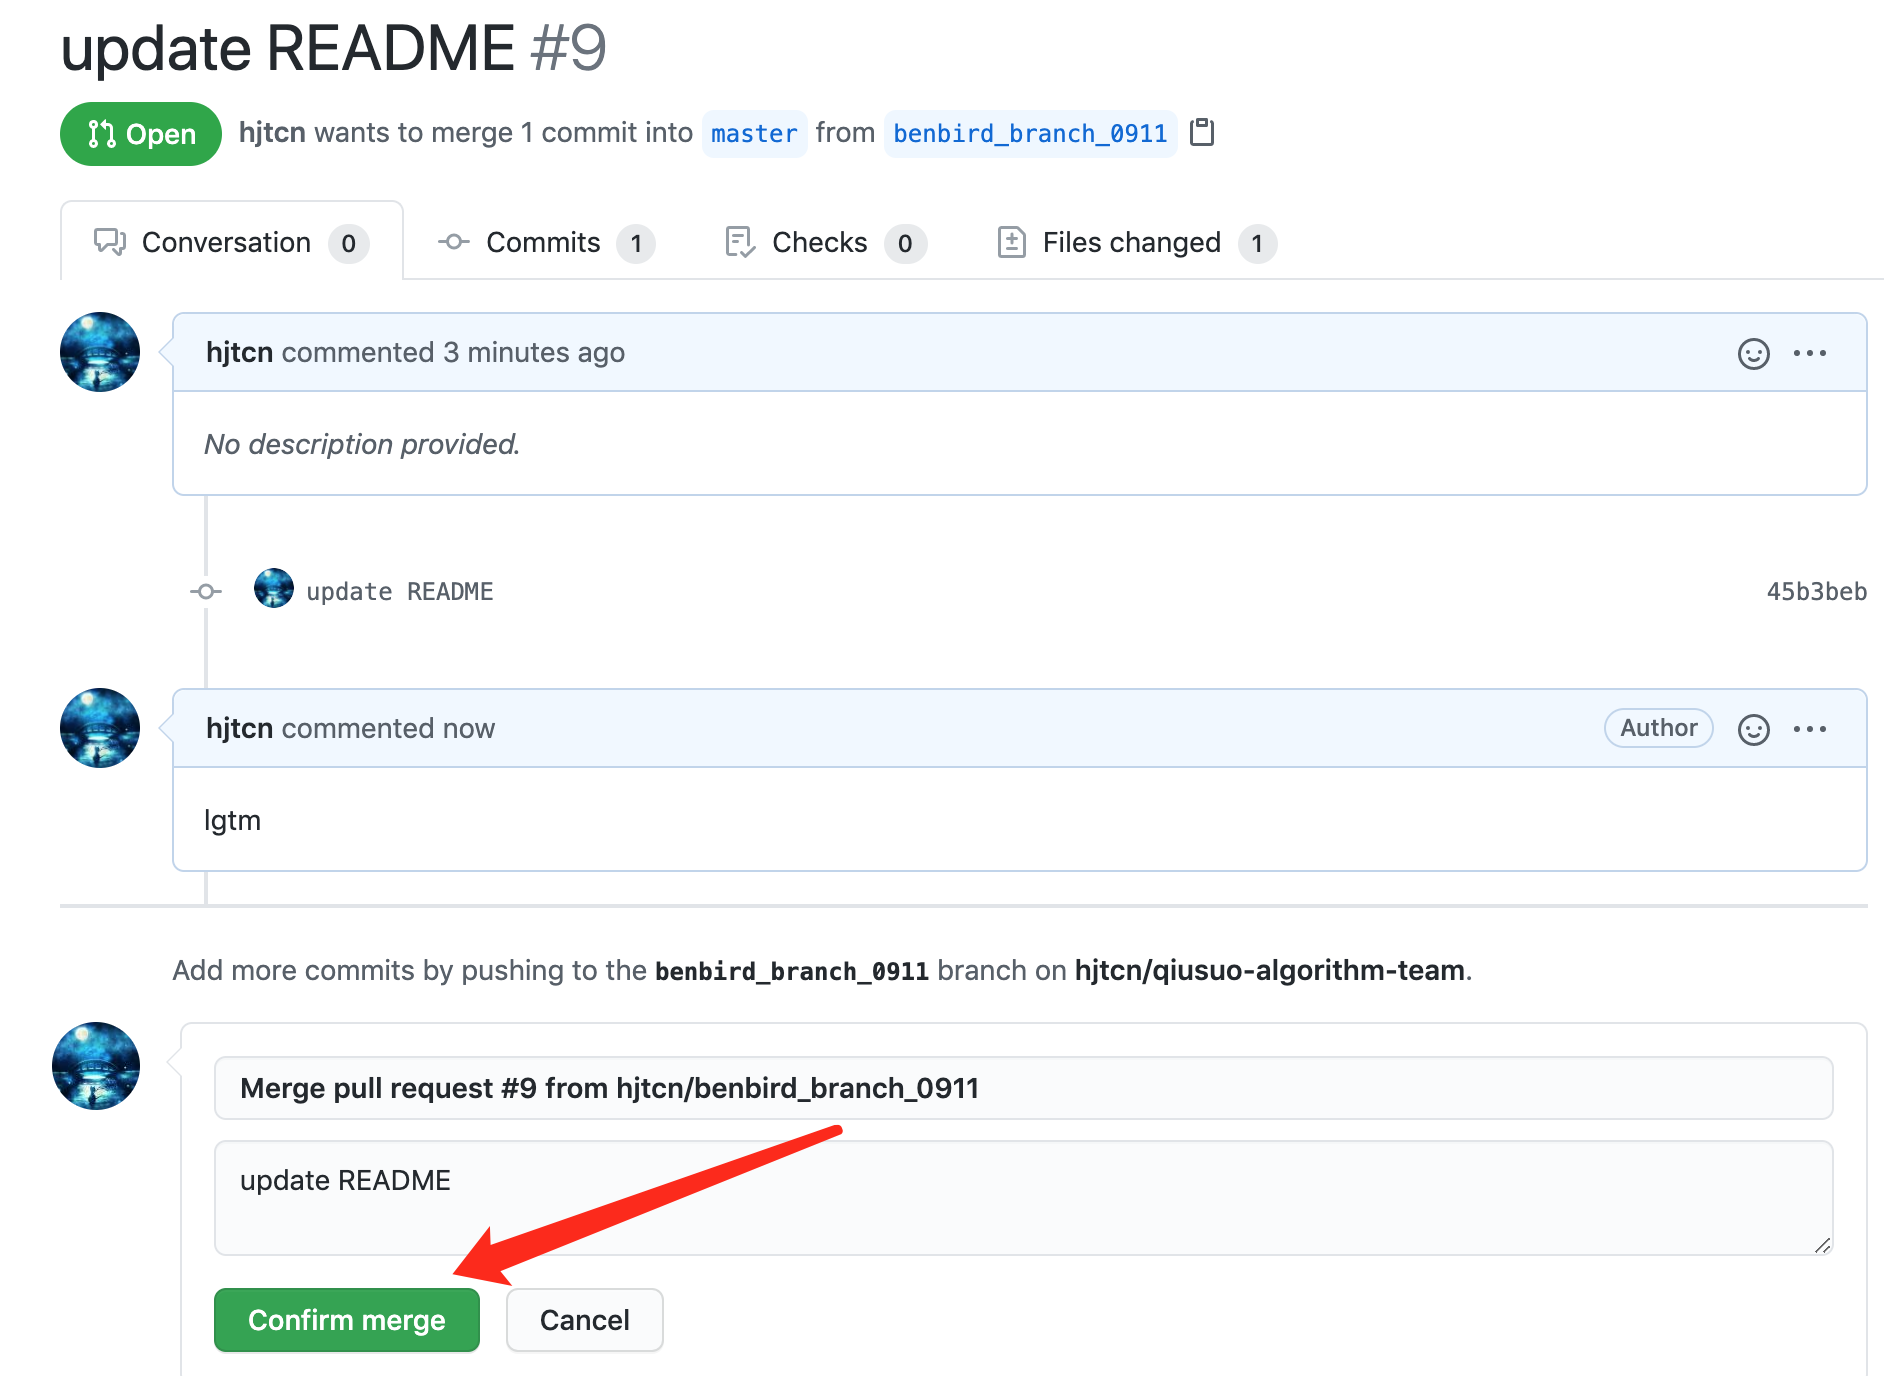 update README #9
Open hjtcn wants to merge 1 commit into master from benbird_branch_0911
Conversation 0 Commits 1 Checks 0 Files changed 1
hjtcn commented 3 minutes ago
No description provided.
update README 45b3beb
hjtcn commented now Author
lgtm
Add more commits by pushing to the benbird_branch_0911 branch on hjtcn/qiusuo-algorithm-team.
Merge pull request #9 from hjtcn/benbird_branch_0911
update README
Confirm merge Cancel